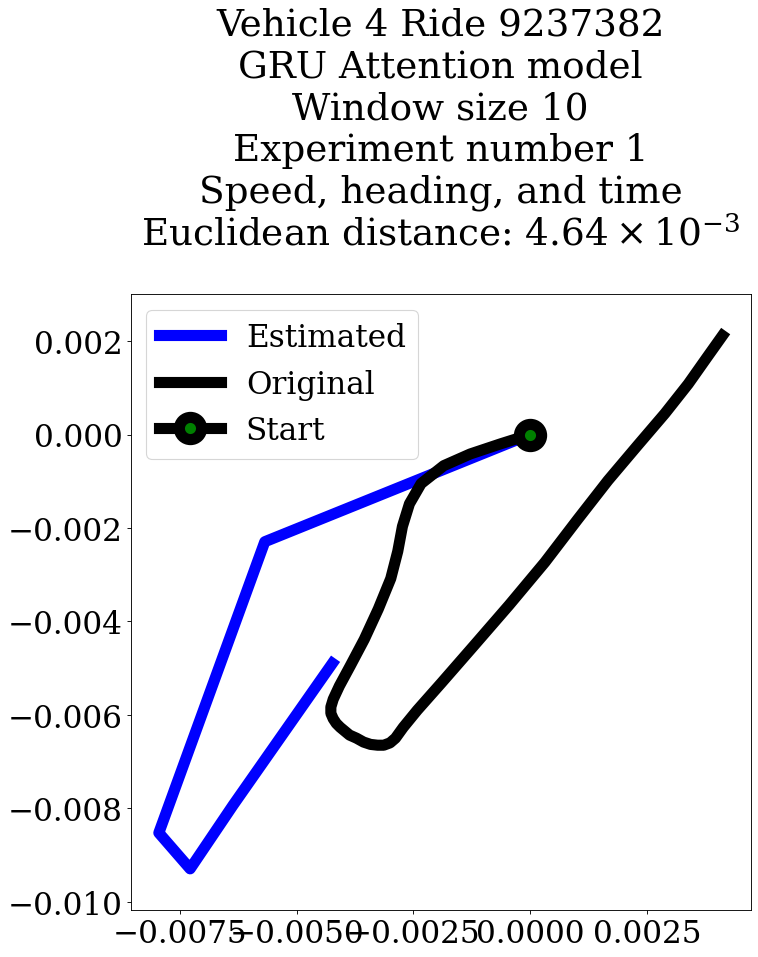 Vehicle 4 Ride 9237382
GRU Attention model
Window size 10
Experiment number 1
Speed, heading, and time
Euclidean distance: 4.64 × 10⁻³
Estimated
Original
Start
0.002
0.000
−0.002
−0.004
−0.006
−0.008
−0.010
−0.0075 −0.0050 −0.0025 0.0000 0.0025